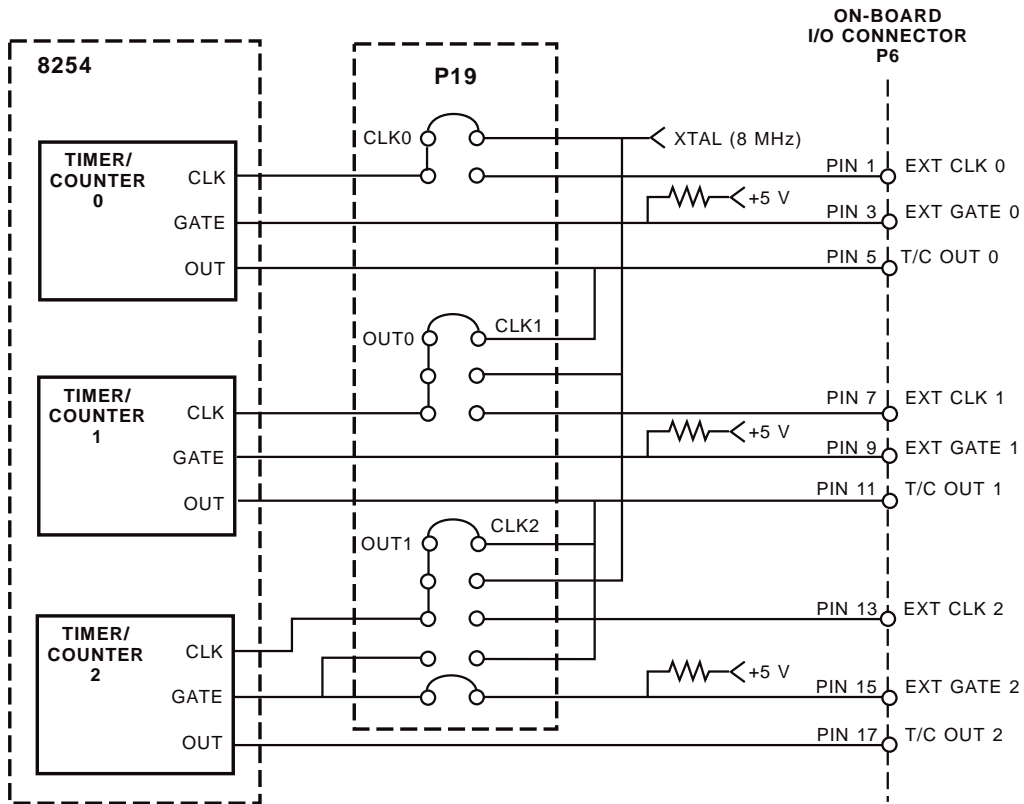 ON-BOARD
I/O CONNECTOR
P6
8254
P19
CLK0
XTAL (8 MHz)
TIMER/
COUNTER
0
CLK
GATE
OUT
PIN 1 EXT CLK 0
+5 V
PIN 3 EXT GATE 0
PIN 5 T/C OUT 0
OUT0
CLK1
TIMER/
COUNTER
1
CLK
GATE
OUT
PIN 7 EXT CLK 1
+5 V
PIN 9 EXT GATE 1
PIN 11 T/C OUT 1
OUT1
CLK2
TIMER/
COUNTER
2
CLK
GATE
OUT
PIN 13 EXT CLK 2
+5 V
PIN 15 EXT GATE 2
PIN 17 T/C OUT 2